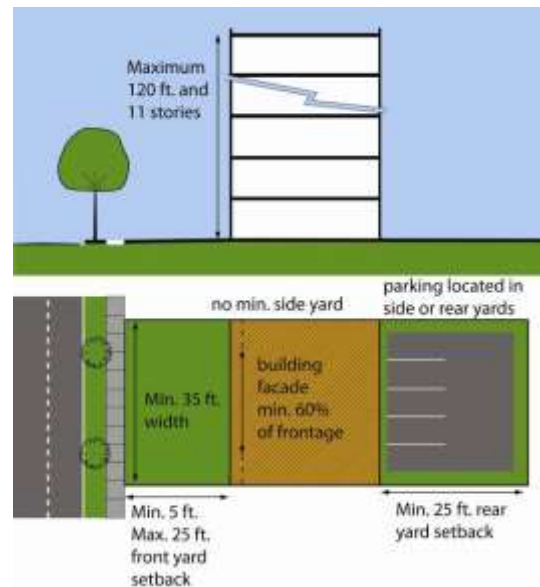 Maximum
120 ft. and
11 stories
parking located in
side or rear yards
no min. side yard
Min. 35 ft.
width
building
facade
min. 60%
of frontage
Min. 5 ft.
Max. 25 ft.
front yard
setback
Min. 25 ft. rear
yard setback